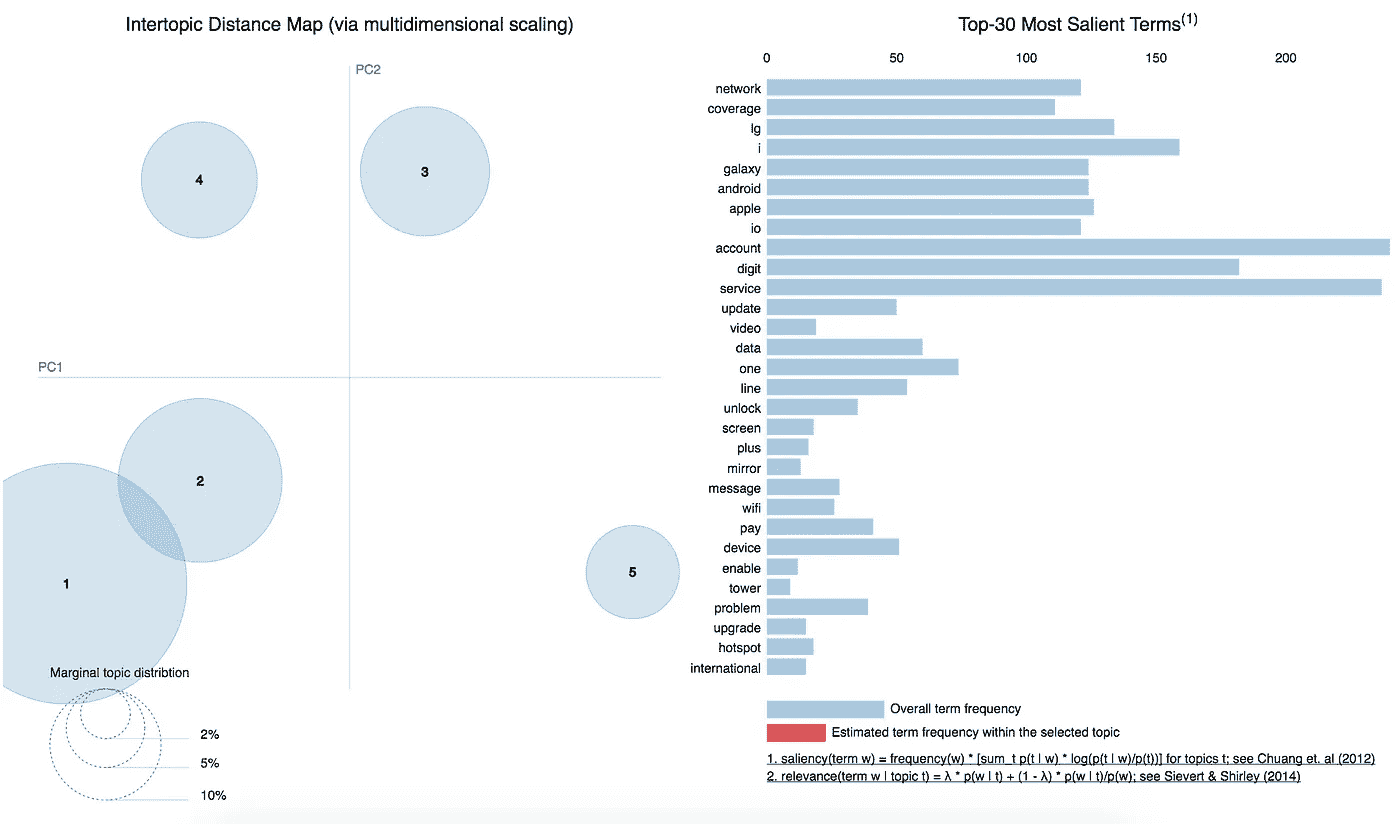 Intertopic Distance Map (via multidimensional scaling)
PC2
4
3
PC1
2
1
5
Marginal topic distribtion
2%
5%
10%
Top-30 Most Salient Terms(1)
0 50 100 150 200
network
coverage
lg
i
galaxy
android
apple
io
account
digit
service
update
video
data
one
line
unlock
screen
plus
mirror
message
wifi
pay
device
enable
tower
problem
upgrade
hotspot
international
Overall term frequency
Estimated term frequency within the selected topic
1. saliency(term w) = frequency(w) * [sum_t p(t | w) * log(p(t | w)/p(t))] for topics t; see Chuang et. al (2012)
2. relevance(term w | topic t) = λ * p(w | t) + (1 - λ) * p(w | t)/p(w); see Sievert & Shirley (2014)